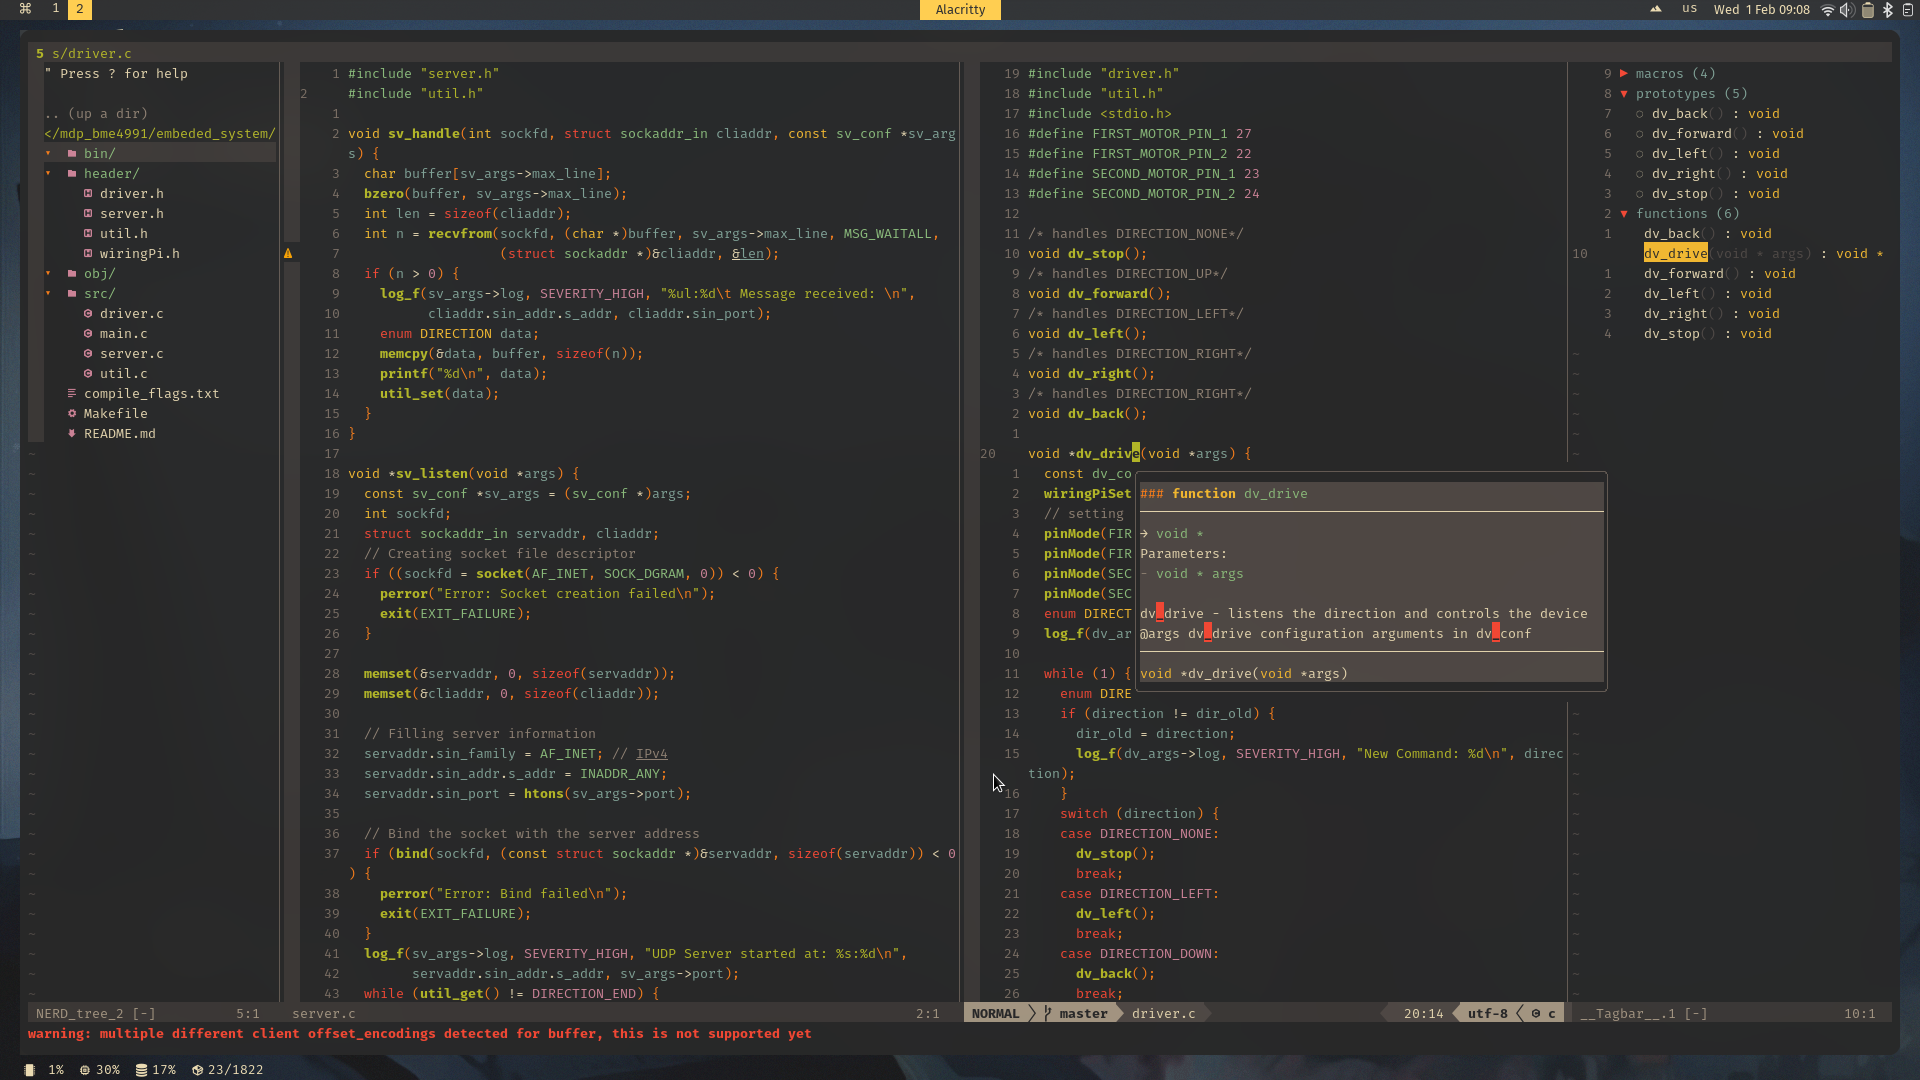 ⌘ 1 2
Alacritty
us Wed 1 Feb 09:08
5 s/driver.c
" Press ? for help
.. (up a dir)
</mdp_bme4991/embeded_system/
▾ bin/
▾ header/
driver.h
server.h
util.h
wiringPi.h
▾ obj/
▾ src/
driver.c
main.c
server.c
util.c
compile_flags.txt
Makefile
README.md
1 #include "server.h"
2 #include "util.h"
1
2 void sv_handle(int sockfd, struct sockaddr_in cliaddr, const sv_conf *sv_arg
s) {
3 char buffer[sv_args->max_line];
4 bzero(buffer, sv_args->max_line);
5 int len = sizeof(cliaddr);
6 int n = recvfrom(sockfd, (char *)buffer, sv_args->max_line, MSG_WAITALL,
7 (struct sockaddr *)&cliaddr, &len);
8 if (n > 0) {
9 log_f(sv_args->log, SEVERITY_HIGH, "%ul:%d\t Message received: \n",
10 cliaddr.sin_addr.s_addr, cliaddr.sin_port);
11 enum DIRECTION data;
12 memcpy(&data, buffer, sizeof(n));
13 printf("%d\n", data);
14 util_set(data);
15 }
16 }
17
18 void *sv_listen(void *args) {
19 const sv_conf *sv_args = (sv_conf *)args;
20 int sockfd;
21 struct sockaddr_in servaddr, cliaddr;
22 // Creating socket file descriptor
23 if ((sockfd = socket(AF_INET, SOCK_DGRAM, 0)) < 0) {
24 perror("Error: Socket creation failed\n");
25 exit(EXIT_FAILURE);
26 }
27
28 memset(&servaddr, 0, sizeof(servaddr));
29 memset(&cliaddr, 0, sizeof(cliaddr));
30
31 // Filling server information
32 servaddr.sin_family = AF_INET; // IPv4
33 servaddr.sin_addr.s_addr = INADDR_ANY;
34 servaddr.sin_port = htons(sv_args->port);
35
36 // Bind the socket with the server address
37 if (bind(sockfd, (const struct sockaddr *)&servaddr, sizeof(servaddr)) < 0
) {
38 perror("Error: Bind failed\n");
39 exit(EXIT_FAILURE);
40 }
41 log_f(sv_args->log, SEVERITY_HIGH, "UDP Server started at: %s:%d\n",
42 servaddr.sin_addr.s_addr, sv_args->port);
43 while (util_get() != DIRECTION_END) {
19 #include "driver.h"
18 #include "util.h"
17 #include <stdio.h>
16 #define FIRST_MOTOR_PIN_1 27
15 #define FIRST_MOTOR_PIN_2 22
14 #define SECOND_MOTOR_PIN_1 23
13 #define SECOND_MOTOR_PIN_2 24
12
11 /* handles DIRECTION_NONE*/
10 void dv_stop();
9 /* handles DIRECTION_UP*/
8 void dv_forward();
7 /* handles DIRECTION_LEFT*/
6 void dv_left();
5 /* handles DIRECTION_RIGHT*/
4 void dv_right();
3 /* handles DIRECTION_RIGHT*/
2 void dv_back();
1
20 void *dv_drive(void *args) {
1 const dv_co
2 wiringPiSet
3 // setting
4 pinMode(FIR
5 pinMode(FIR
6 pinMode(SEC
7 pinMode(SEC
8 enum DIRECT
9 log_f(dv_ar
10
11 while (1) {
12 enum DIRE
13 if (direction != dir_old) {
14 dir_old = direction;
15 log_f(dv_args->log, SEVERITY_HIGH, "New Command: %d\n", direc
tion);
16 }
17 switch (direction) {
18 case DIRECTION_NONE:
19 dv_stop();
20 break;
21 case DIRECTION_LEFT:
22 dv_left();
23 break;
24 case DIRECTION_DOWN:
25 dv_back();
26 break;
### function dv_drive
→ void *
Parameters:
- void * args
dv_drive - listens the direction and controls the device
@args dv_drive configuration arguments in dv_conf
void *dv_drive(void *args)
9 ▶ macros (4)
8 ▼ prototypes (5)
7 ○ dv_back() : void
6 ○ dv_forward() : void
5 ○ dv_left() : void
4 ○ dv_right() : void
3 ○ dv_stop() : void
2 ▼ functions (6)
1 dv_back() : void
10 dv_drive(void * args) : void *
1 dv_forward() : void
2 dv_left() : void
3 dv_right() : void
4 dv_stop() : void
NERD_tree_2 [-] 5:1 server.c 2:1 NORMAL master driver.c 20:14 utf-8 c __Tagbar__.1 [-] 10:1
warning: multiple different client offset_encodings detected for buffer, this is not supported yet
1% 30% 17% 23/1822